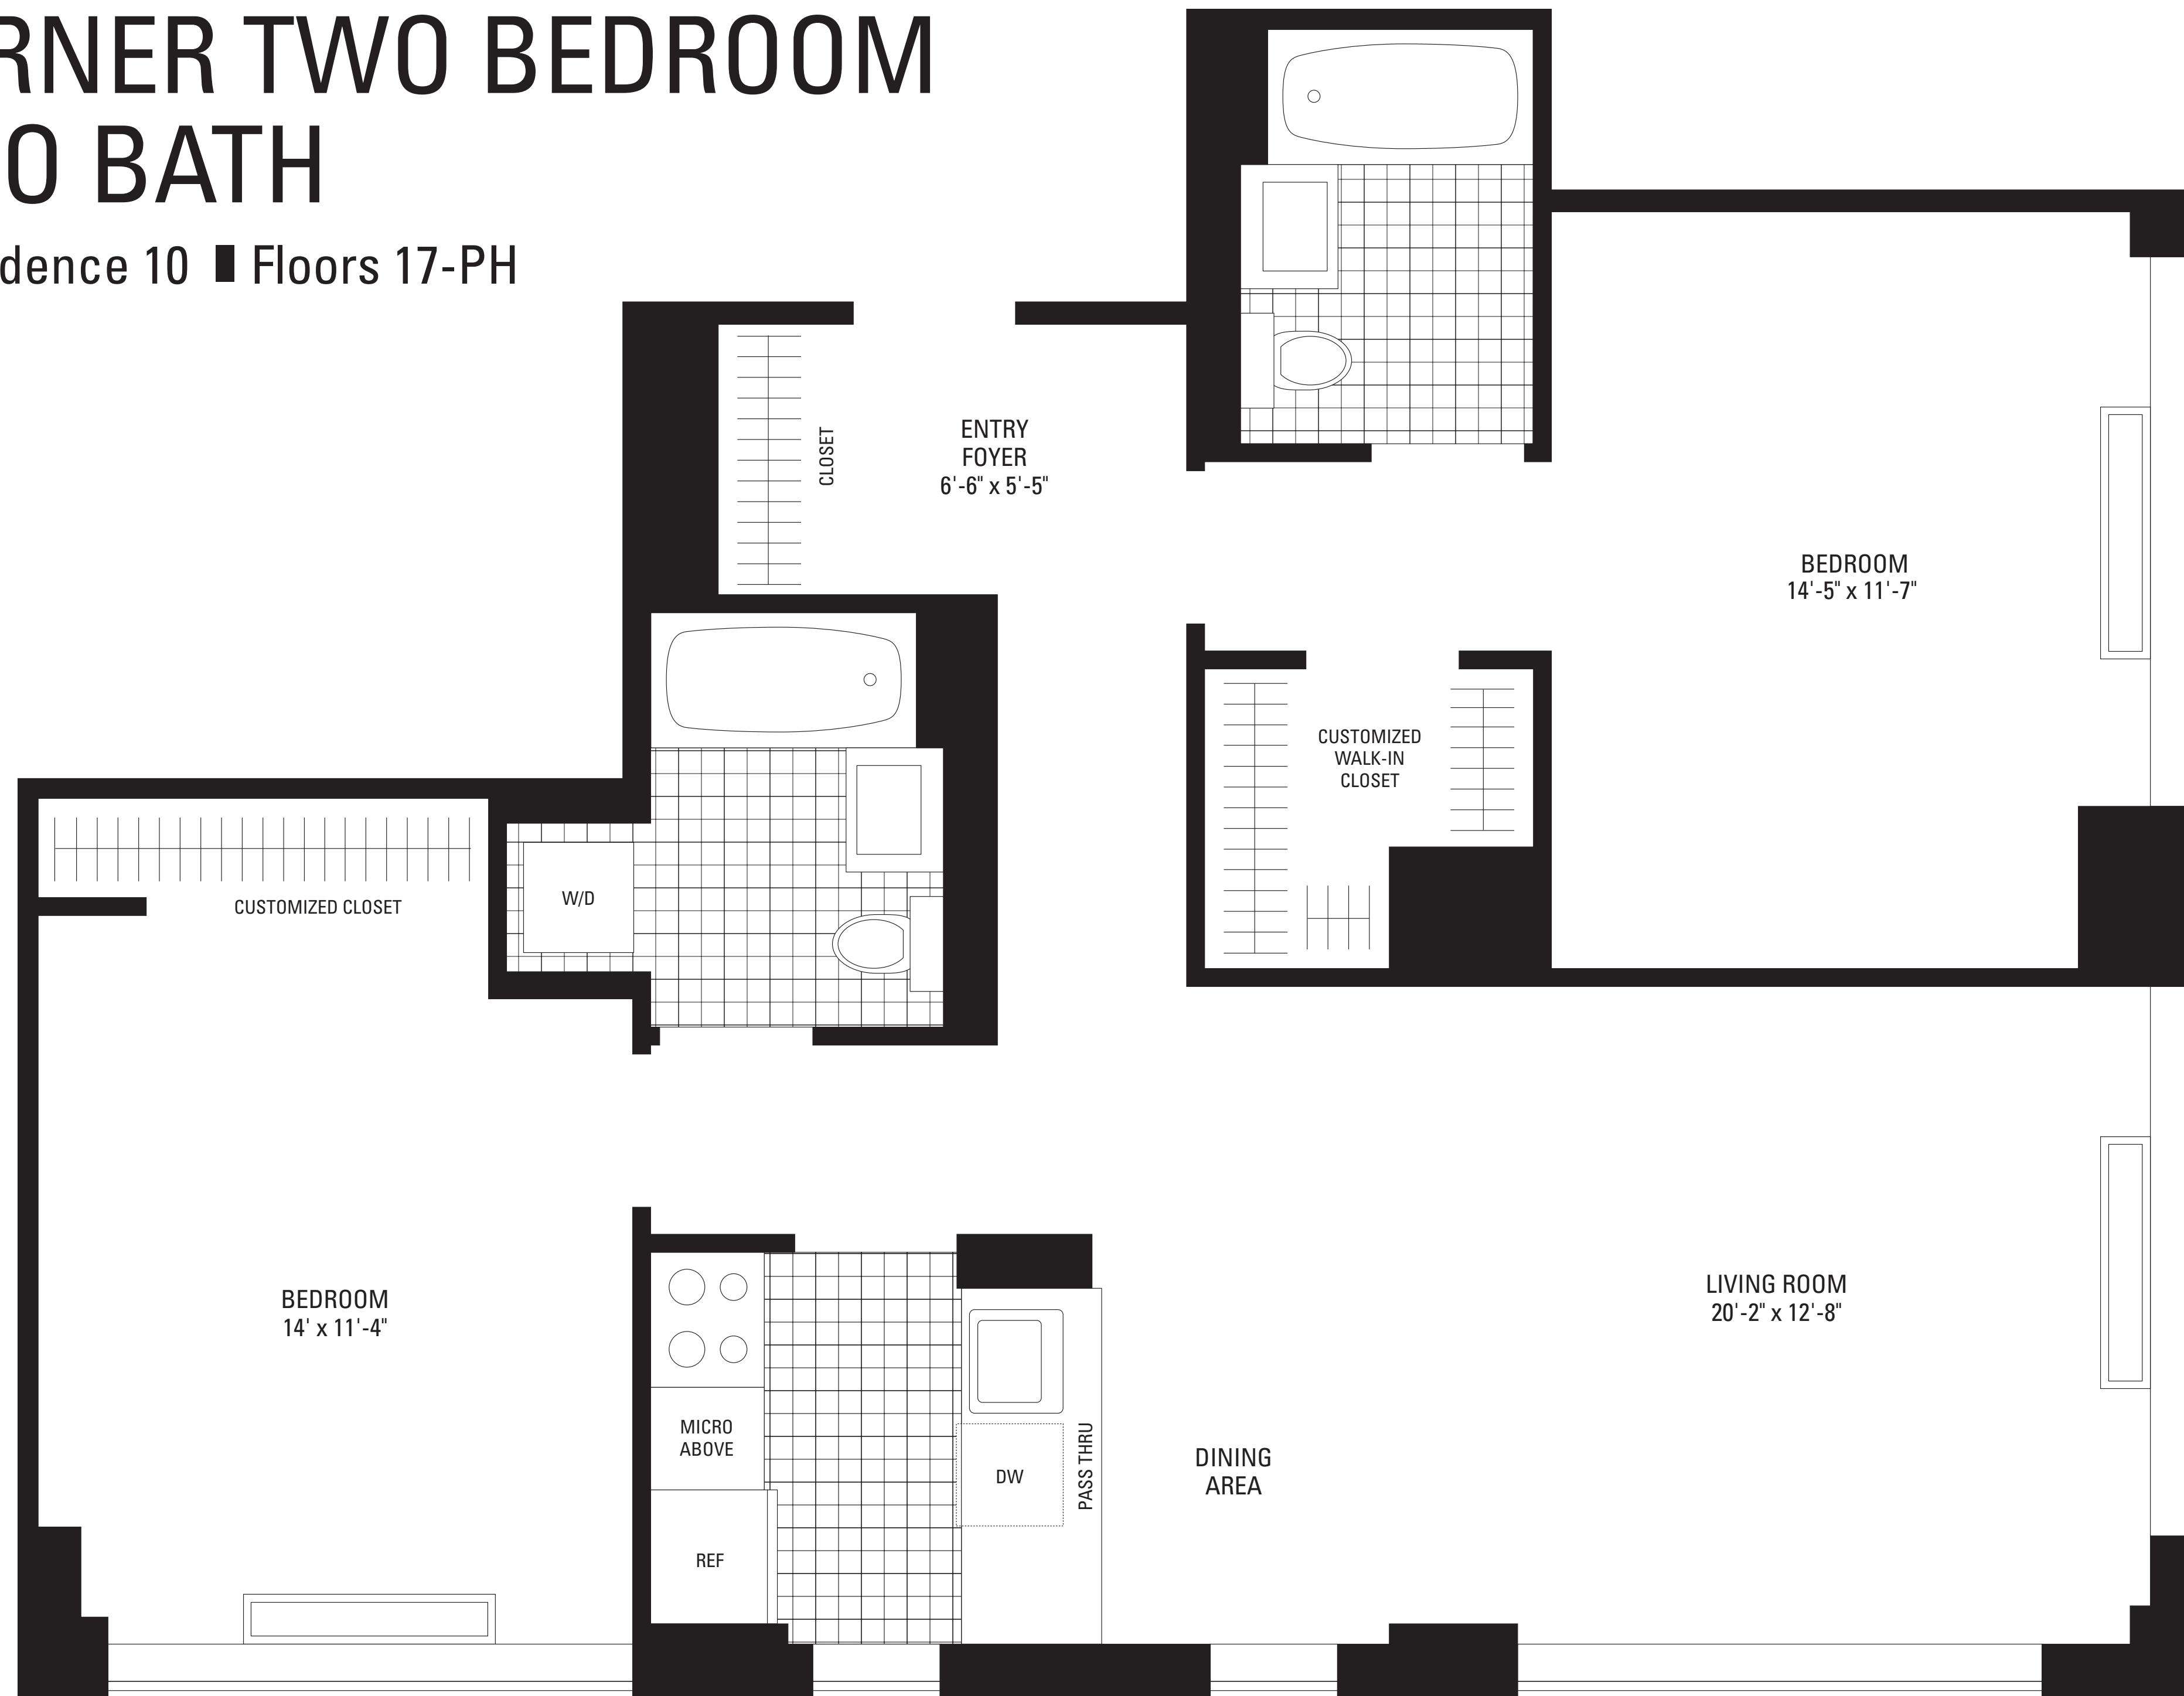 RNER TWO BEDROOM
O BATH
dence 10 ■ Floors 17-PH
ENTRY
FOYER
6'-6" x 5'-5"
CLOSET
BEDROOM
14'-5" x 11'-7"
CUSTOMIZED
WALK-IN
CLOSET
W/D
CUSTOMIZED CLOSET
BEDROOM
14' x 11'-4"
LIVING ROOM
20'-2" x 12'-8"
MICRO
ABOVE
DW
PASS THRU
DINING
AREA
REF